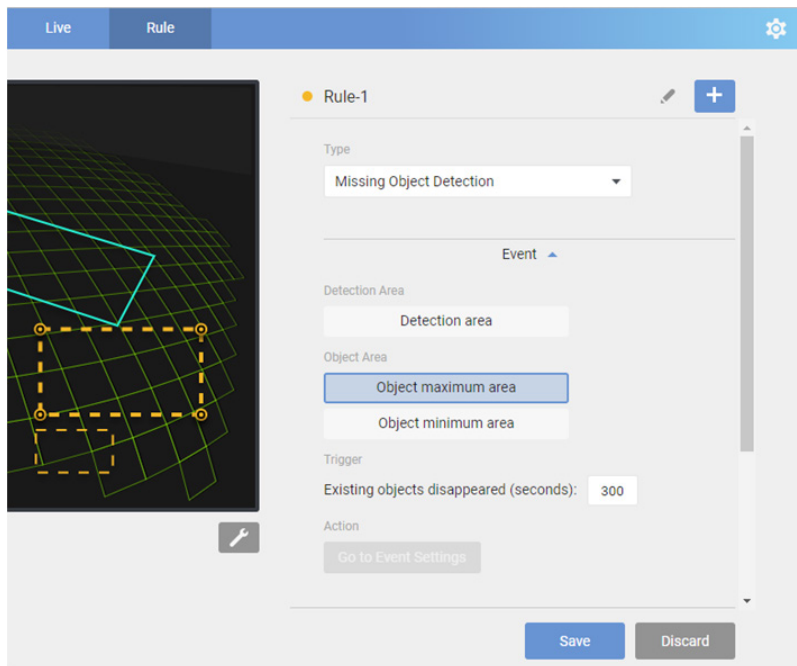 Live Rule
Rule-1
Type
Missing Object Detection
Event
Detection Area
Detection area
Object Area
Object maximum area
Object minimum area
Trigger
Existing objects disappeared (seconds): 300
Action
Go to Event Settings
Save Discard